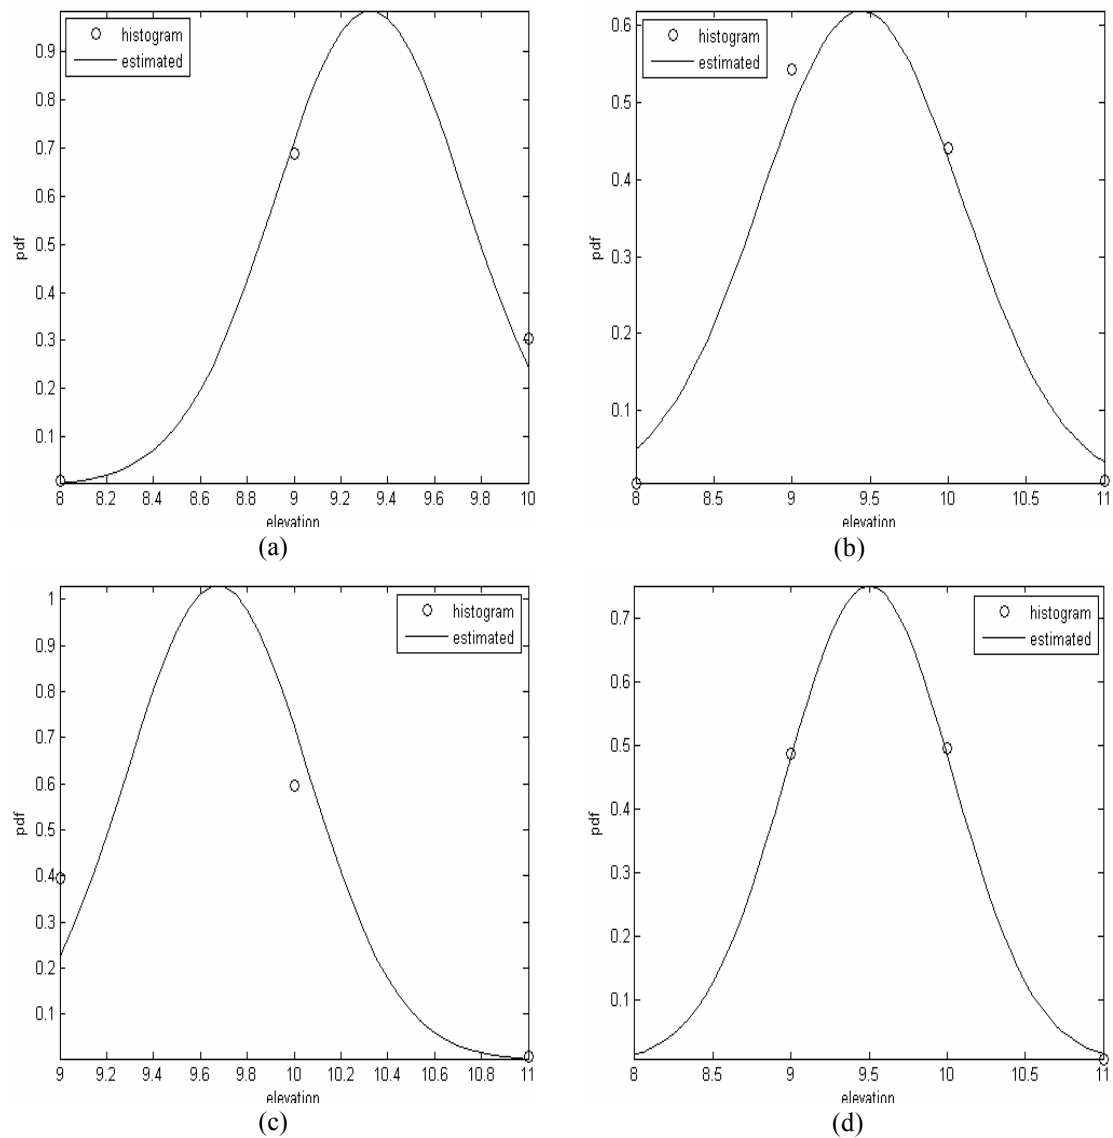 histogram
estimated
0.9
0.8
0.7
0.6
0.5
0.4
0.3
0.2
0.1
pdf
8 8.2 8.4 8.6 8.8 9 9.2 9.4 9.6 9.8 10
elevation
(a)
histogram
estimated
0.6
0.5
0.4
0.3
0.2
0.1
pdf
8 8.5 9 9.5 10 10.5 11
elevation
(b)
histogram
estimated
1
0.9
0.8
0.7
0.6
0.5
0.4
0.3
0.2
0.1
pdf
9 9.2 9.4 9.6 9.8 10 10.2 10.4 10.6 10.8 11
elevation
(c)
histogram
estimated
0.7
0.6
0.5
0.4
0.3
0.2
0.1
pdf
8 8.5 9 9.5 10 10.5 11
elevation
(d)